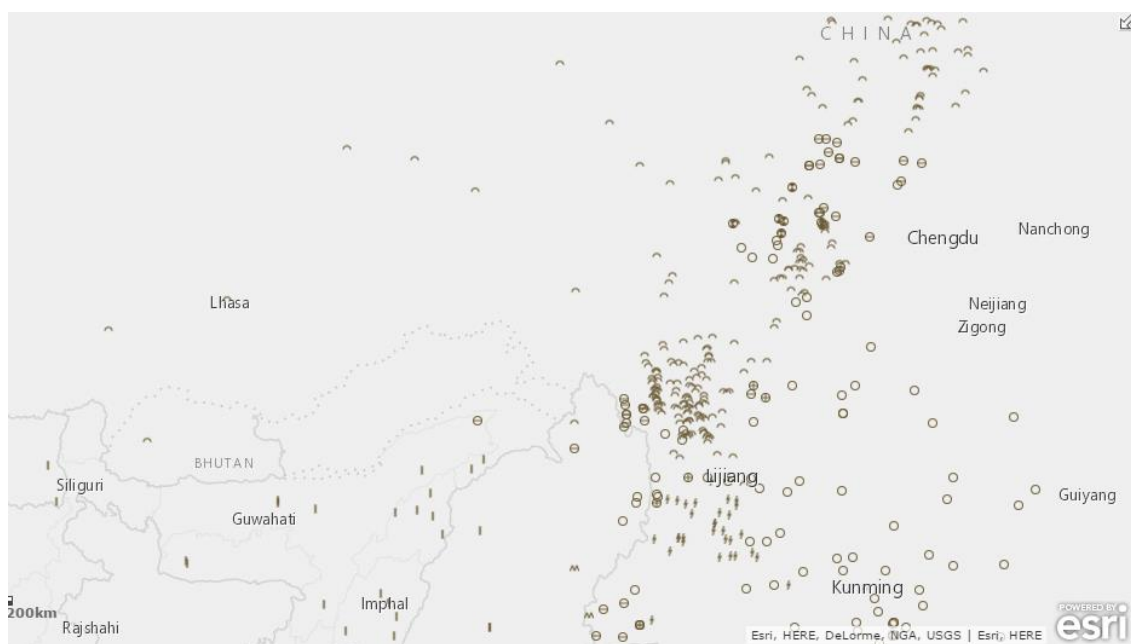 CHINA
Nanchong
Chengdu
Lhasa
Neijiang
Zigong
BHUTAN
Lijiang
Siliguri
Guiyang
Guwahati
Kunming
Imphal
200km
Rajshahi
POWERED BY
esri
Esri, HERE, DeLorme, NGA, USGS | Esri, HERE